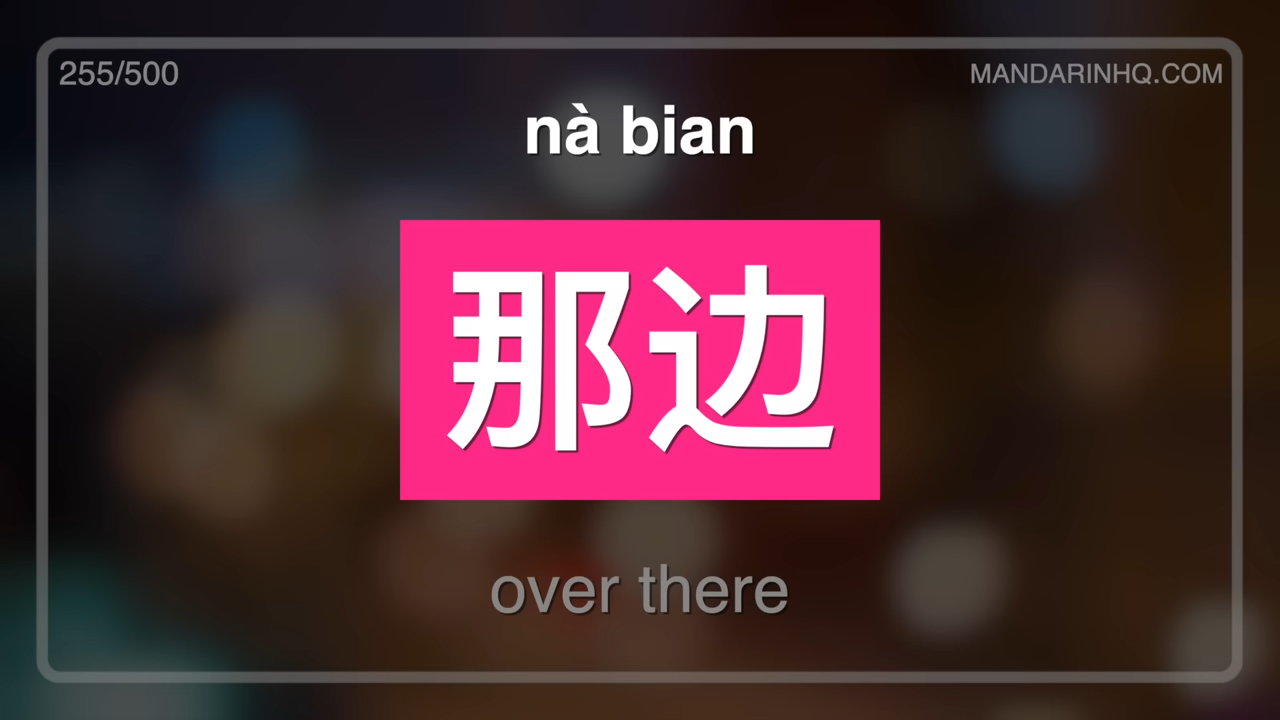 255/500
MANDARINHQ.COM
nà bian
那边
over there